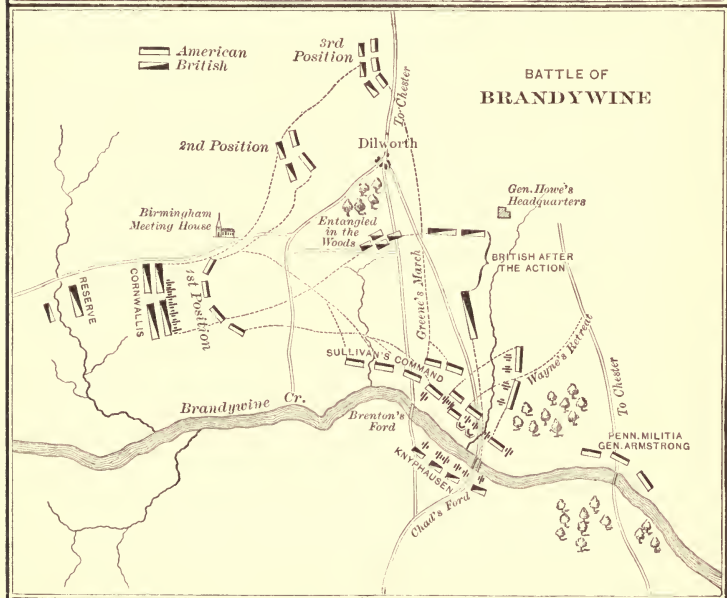 American
British
3rd
Position
BATTLE OF
BRANDYWINE
To Chester
2nd Position
Dilworth
Gen. Howe's
Headquarters
Birmingham
Meeting House
Entangled
in the
Woods
BRITISH AFTER
THE ACTION
RESERVE
CORNWALLIS
1st Position
Greene's March
SULLIVAN'S COMMAND
Wayne's Retreat
To Chester
Brandywine Cr.
Brenton's
Ford
PENN. MILITIA
GEN. ARMSTRONG
KNYPHAUSEN
Chad's Ford